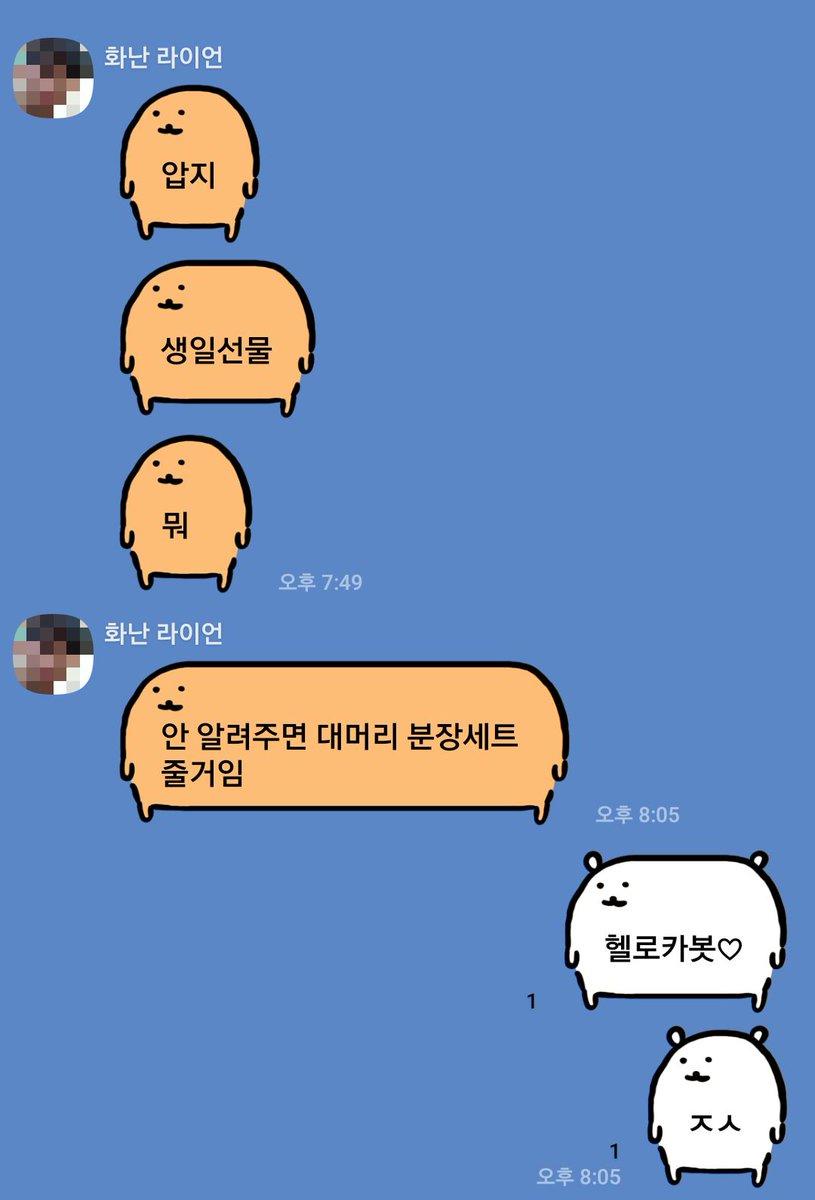 화난 라이언
압지
생일선물
뭐
오후 7:49
화난 라이언
안 알려주면 대머리 분장세트
줄거임
오후 8:05
헬로카봇♡
1
ㅈㅅ
1
오후 8:05